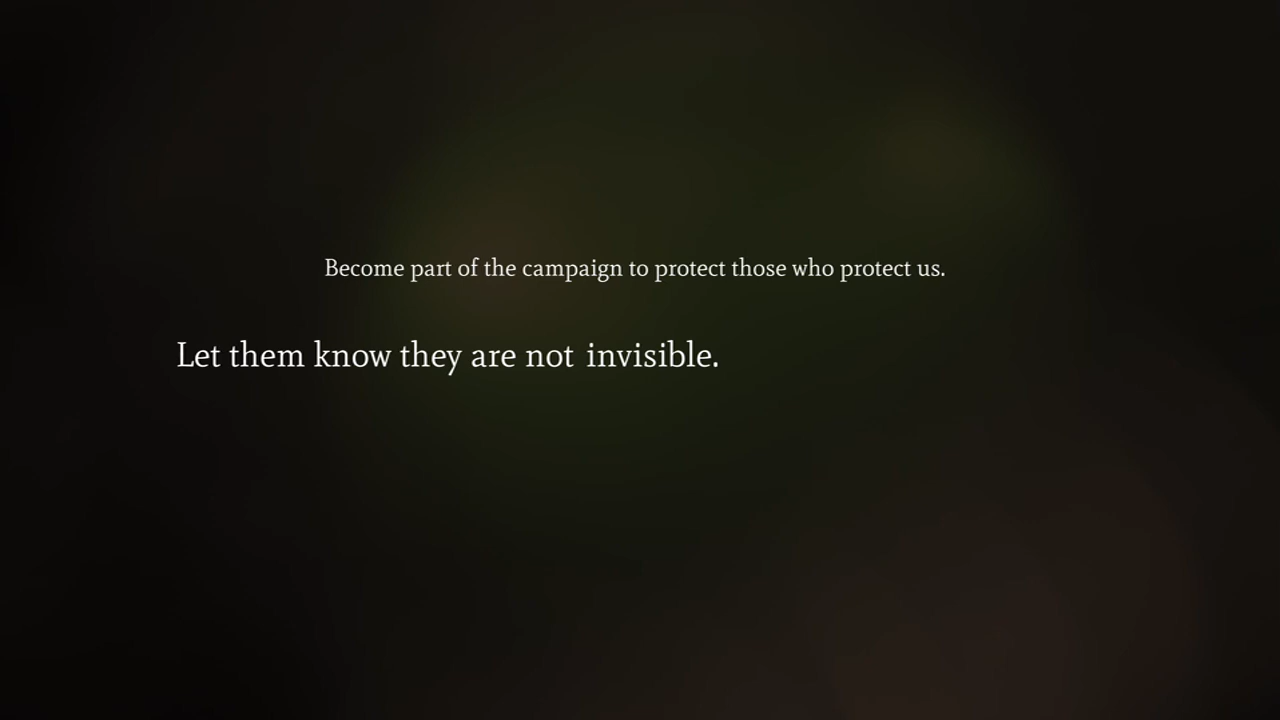 Become part of the campaign to protect those who protect us.
Let them know they are not invisible.